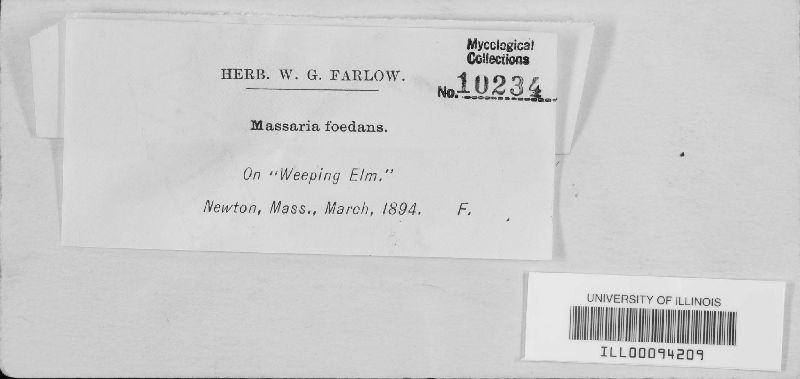 HERB. W. G. FARLOW.
Mycological
Collections
No. 10234
Massaria foedans.
On "Weeping Elm."
Newton, Mass., March, 1894. F.
UNIVERSITY OF ILLINOIS
ILL00094209